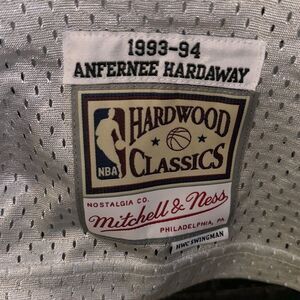 1993-94
ANFERNEE HARDAWAY
HARDWOOD
NBA
CLASSICS
NOSTALGIA CO.
Mitchell & Ness
PHILADELPHIA, PA
HWC SWINGMAN